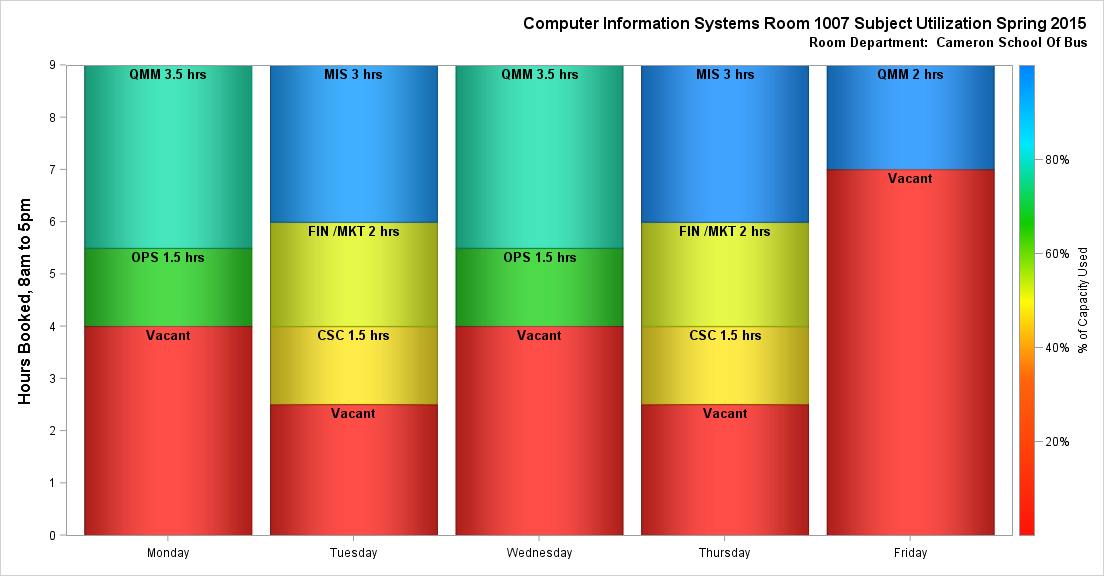 Computer Information Systems Room 1007 Subject Utilization Spring 2015
Room Department:  Cameron School Of Bus
Hours Booked, 8am to 5pm
9
8
7
6
5
4
3
2
1
0
QMM 3.5 hrs
OPS 1.5 hrs
Vacant
MIS 3 hrs
FIN /MKT 2 hrs
CSC 1.5 hrs
Vacant
QMM 3.5 hrs
OPS 1.5 hrs
Vacant
MIS 3 hrs
FIN /MKT 2 hrs
CSC 1.5 hrs
Vacant
QMM 2 hrs
Vacant
Monday
Tuesday
Wednesday
Thursday
Friday
80%
60%
40%
20%
% of Capacity Used